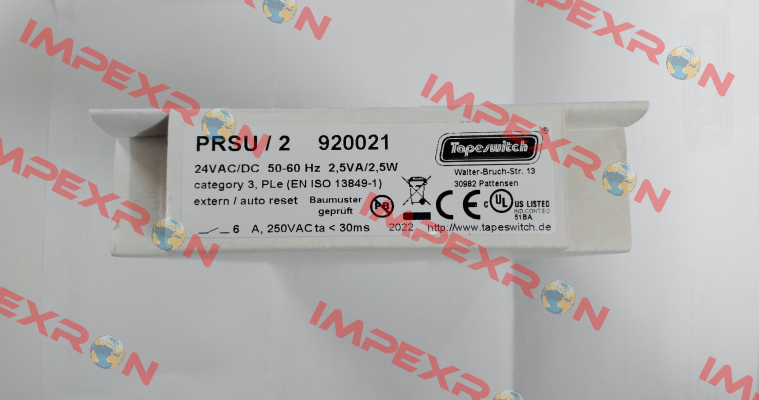 PRSU / 2 920021
Tapeswitch ®
24VAC/DC 50-60 Hz 2,5VA/2,5W
Walter-Bruch-Str. 13
30982 Pattensen
category 3, PLe (EN ISO 13849-1)
extern / auto reset
Baumuster
geprüft
PB
CE
c UL US LISTED
IND.CONT.EQ
51BA
6 A, 250VAC ta < 30ms
2022 http://www.tapeswitch.de
IMPEXRON
IMPEXRON
IMPEXRON
IMPEXRON
IMPEXRON
IMPEXRON
IMPEXRON